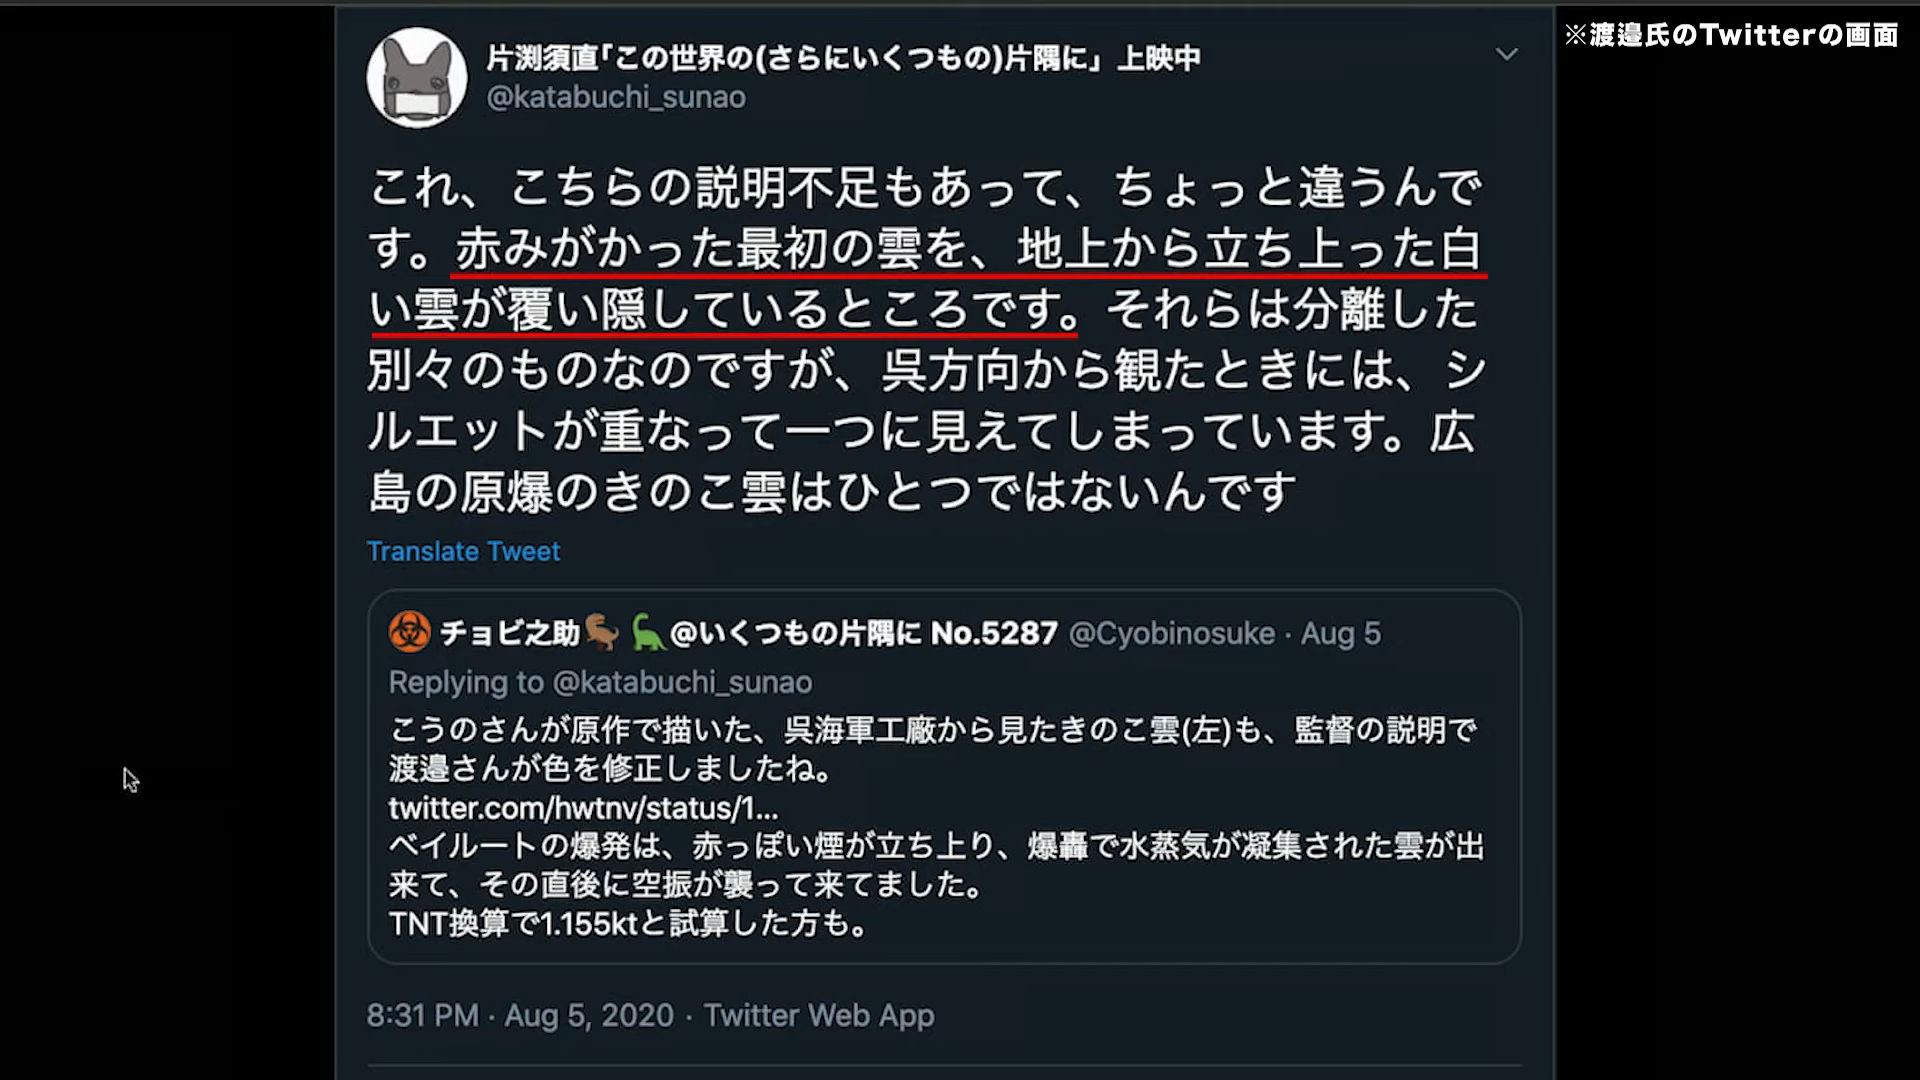 ※渡邉氏のTwitterの画面
片渕須直「この世界の(さらにいくつもの)片隅に」上映中
@katabuchi_sunao
これ、こちらの説明不足もあって、ちょっと違うんで
す。赤みがかった最初の雲を、地上から立ち上った白
い雲が覆い隠しているところです。それらは分離した
別々のものなのですが、呉方向から観たときには、シ
ルエットが重なって一つに見えてしまっています。広
島の原爆のきのこ雲はひとつではないんです
Translate Tweet
チョビ之助🦖🦕@いくつもの片隅に No.5287 @Cyobinosuke · Aug 5
Replying to @katabuchi_sunao
こうのさんが原作で描いた、呉海軍工廠から見たきのこ雲(左)も、監督の説明で
渡邉さんが色を修正しましたね。
twitter.com/hwtnv/status/1...
ベイルートの爆発は、赤っぽい煙が立ち上り、爆轟で水蒸気が凝集された雲が出
来て、その直後に空振が襲って来てました。
TNT換算で1.155ktと試算した方も。
8:31 PM · Aug 5, 2020 · Twitter Web App